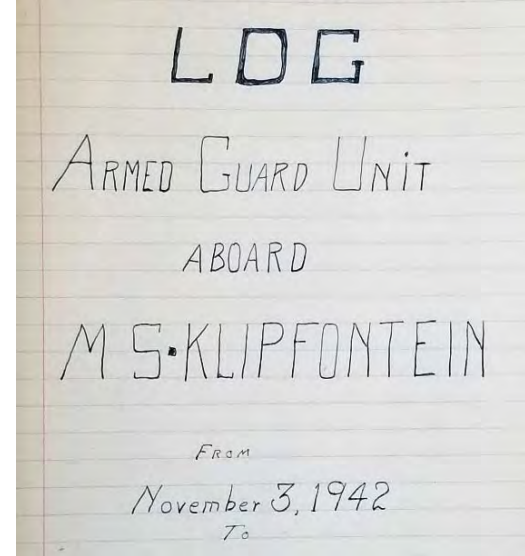 LOG
ARMED GUARD UNiT
ABOARD
M S·KLIPFONTEIN
FROM
November 3, 1942
To